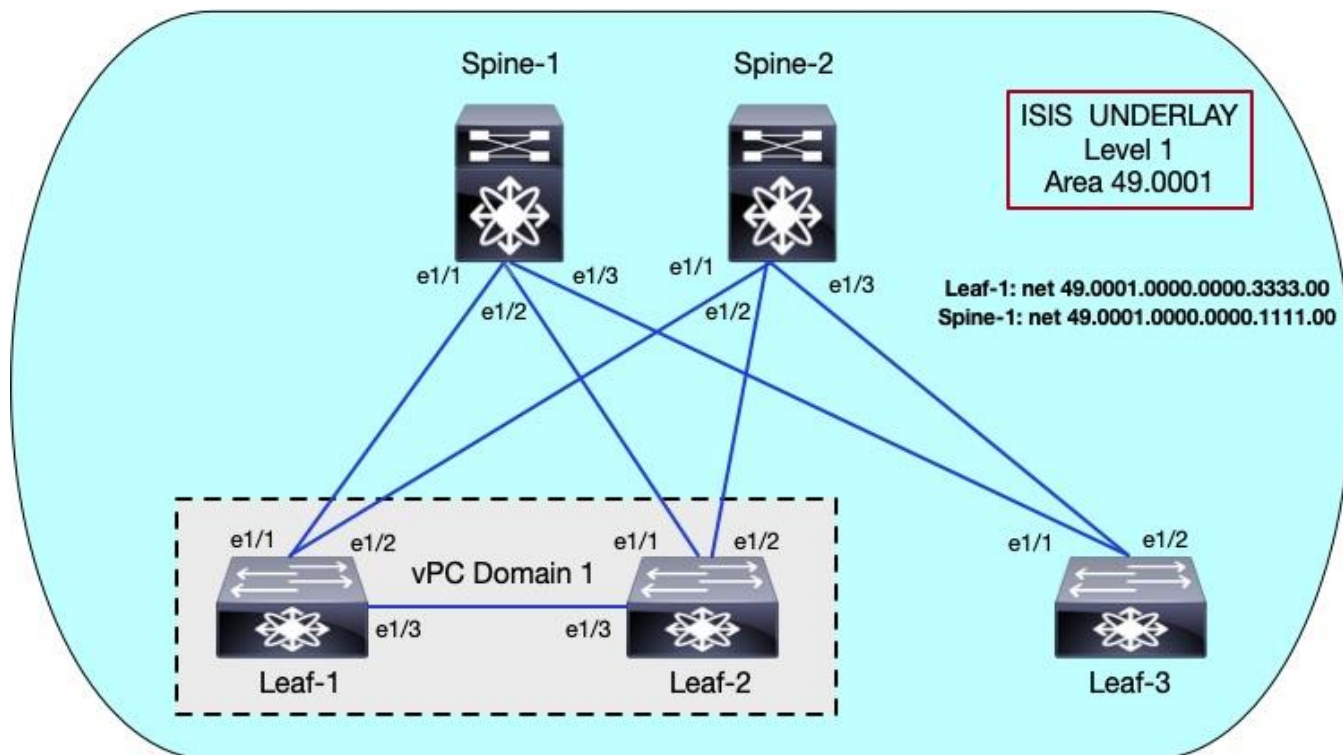 Spine-1
Spine-2
ISIS UNDERLAY
Level 1
Area 49.0001
e1/1
e1/3
e1/2
e1/1
e1/3
e1/2
Leaf-1: net 49.0001.0000.0000.3333.00
Spine-1: net 49.0001.0000.0000.1111.00
e1/1
e1/2
vPC Domain 1
e1/1
e1/2
e1/1
e1/2
e1/3
e1/3
Leaf-1
Leaf-2
Leaf-3